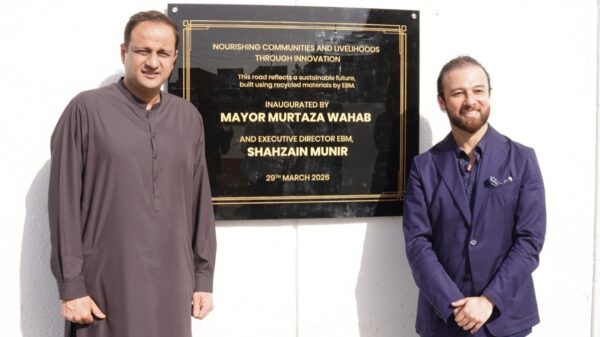 NOURISHING COMMUNITIES AND LIVELIHOODS
THROUGH INNOVATION
This road reflects a sustainable future,
built using recycled materials by EBM.
INAUGURATED BY
MAYOR MURTAZA WAHAB
AND EXECUTIVE DIRECTOR EBM,
SHAHZAIN MUNIR
29TH MARCH 2026